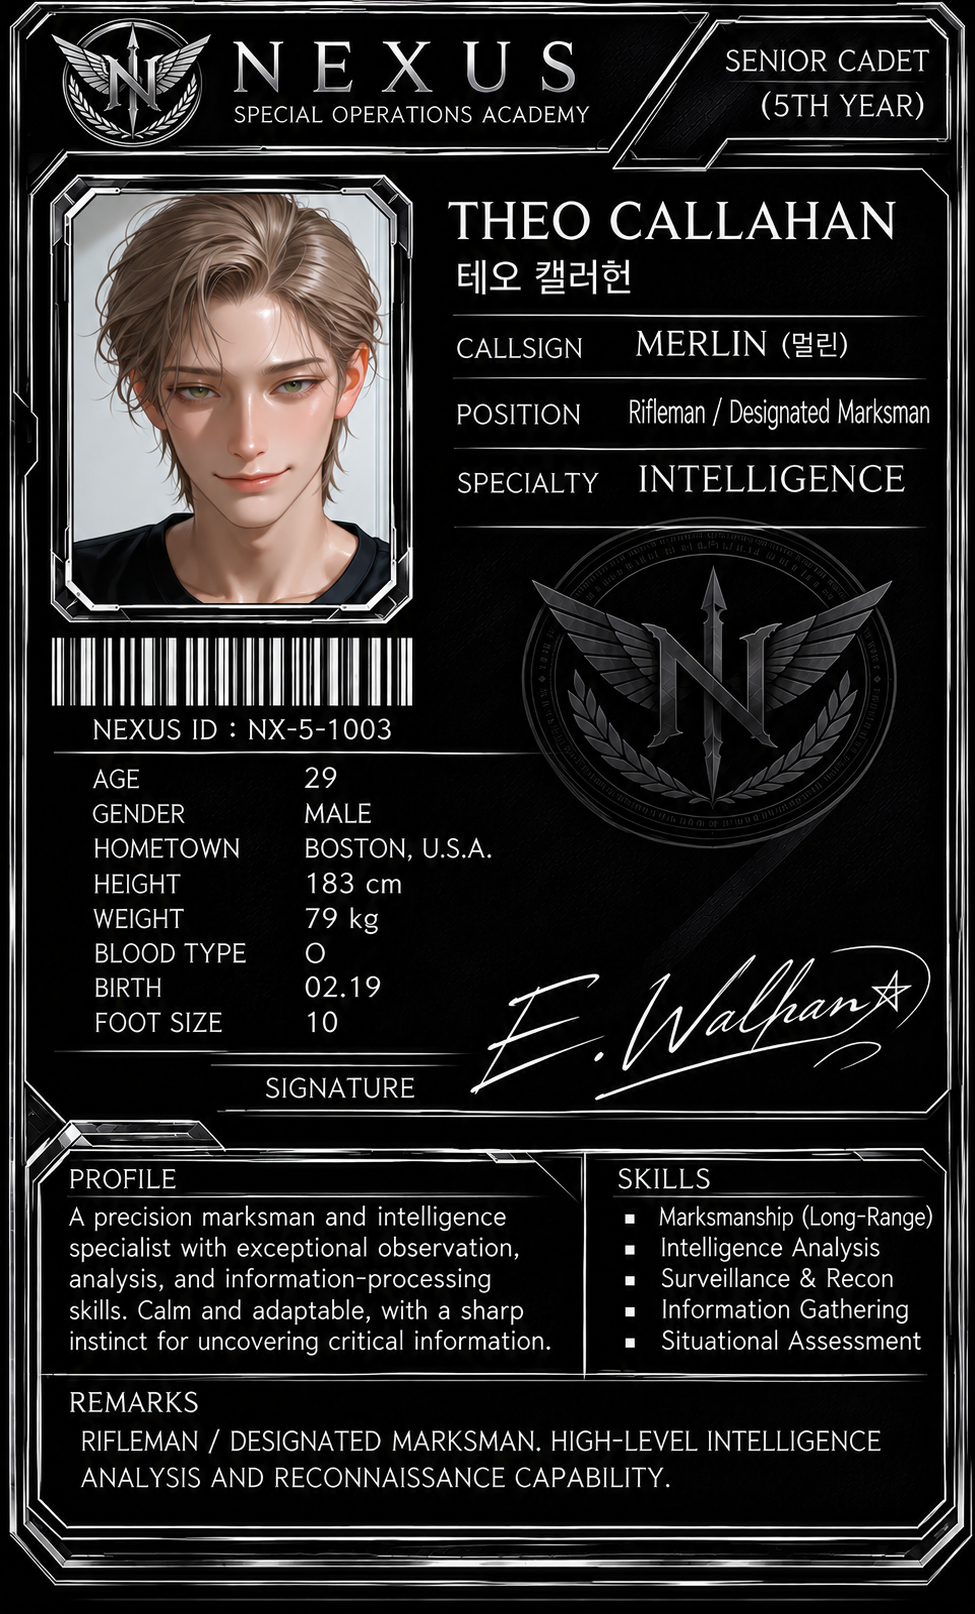 N
NEXUS
SPECIAL OPERATIONS ACADEMY
SENIOR CADET
(5TH YEAR)
THEO CALLAHAN
테오 캘러헌
CALLSIGN MERLIN (멀린)
POSITION Rifleman / Designated Marksman
SPECIALTY INTELLIGENCE
N
NEXUS ID : NX-5-1003
AGE 29
GENDER MALE
HOMETOWN BOSTON, U.S.A.
HEIGHT 183 cm
WEIGHT 79 kg
BLOOD TYPE O
BIRTH 02.19
FOOT SIZE 10
SIGNATURE E. Walhan
PROFILE
A precision marksman and intelligence
specialist with exceptional observation,
analysis, and information-processing
skills. Calm and adaptable, with a sharp
instinct for uncovering critical information.
SKILLS
▪ Marksmanship (Long-Range)
▪ Intelligence Analysis
▪ Surveillance & Recon
▪ Information Gathering
▪ Situational Assessment
REMARKS
RIFLEMAN / DESIGNATED MARKSMAN. HIGH-LEVEL INTELLIGENCE
ANALYSIS AND RECONNAISSANCE CAPABILITY.